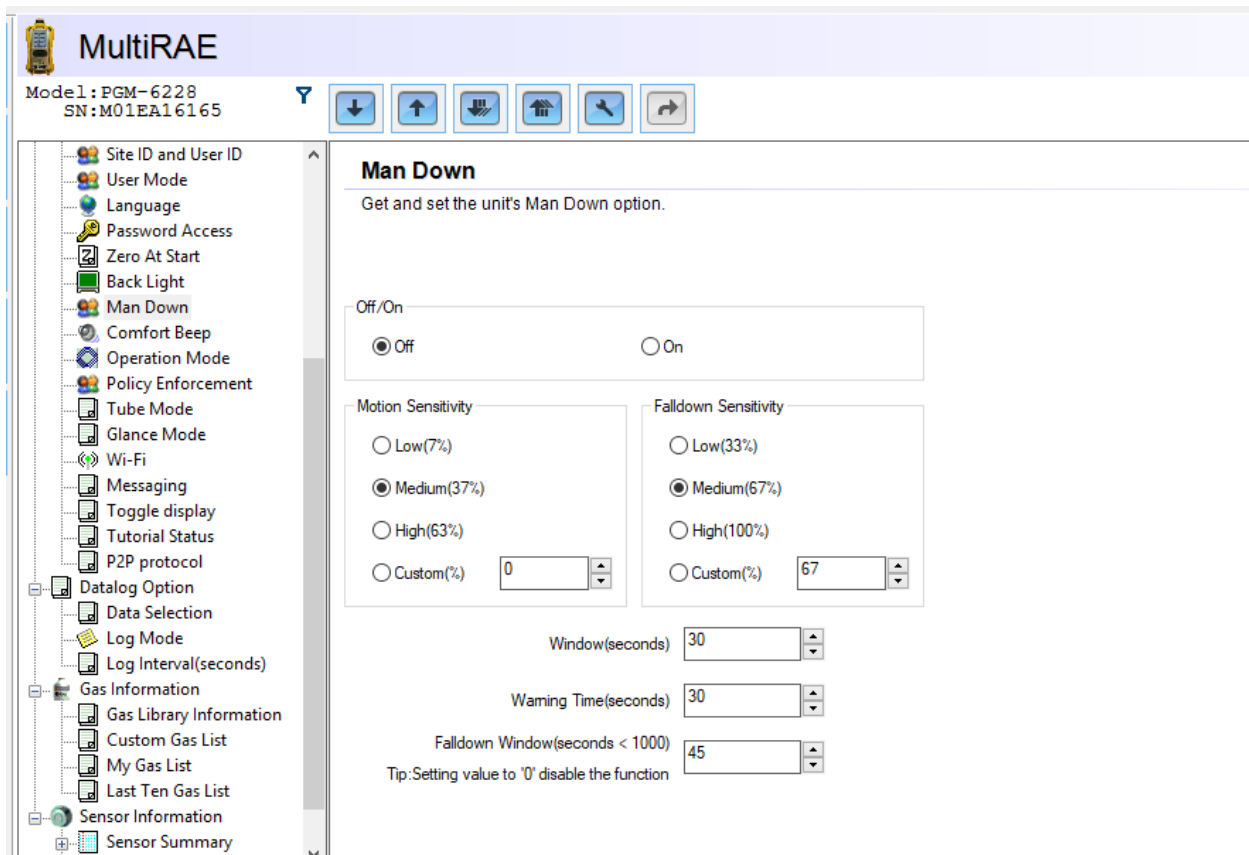 MultiRAE
Model:PGM-6228
SN:M01EA16165
Site ID and User ID
User Mode
Language
Password Access
Zero At Start
Back Light
Man Down
Comfort Beep
Operation Mode
Policy Enforcement
Tube Mode
Glance Mode
Wi-Fi
Messaging
Toggle display
Tutorial Status
P2P protocol
Datalog Option
Data Selection
Log Mode
Log Interval(seconds)
Gas Information
Gas Library Information
Custom Gas List
My Gas List
Last Ten Gas List
Sensor Information
Sensor Summary
Man Down
Get and set the unit's Man Down option.
Off/On
Off On
Motion Sensitivity
Low(7%)
Medium(37%)
High(63%)
Custom(%) 0
Falldown Sensitivity
Low(33%)
Medium(67%)
High(100%)
Custom(%) 67
Window(seconds) 30
Warning Time(seconds) 30
Falldown Window(seconds < 1000) 45
Tip:Setting value to '0' disable the function